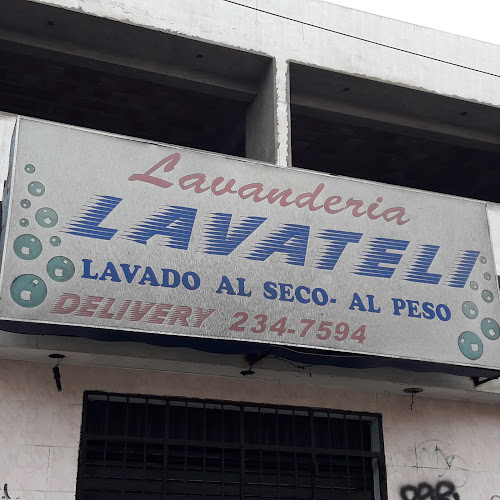 Lavanderia
LAVATELI
LAVADO AL SECO- AL PESO
DELIVERY 234-7594